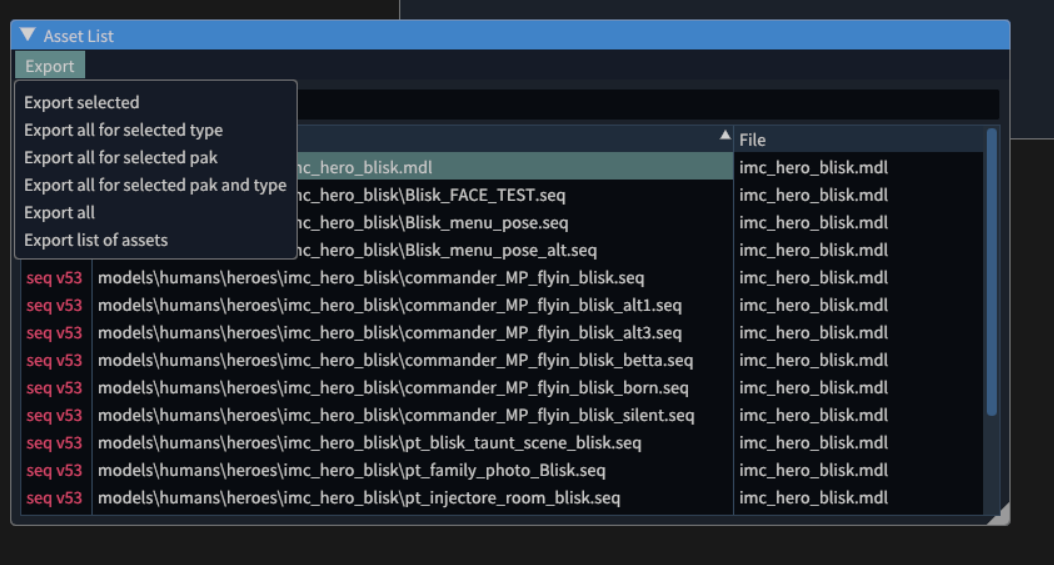 Asset List
Export
Export selected
Export all for selected type
Export all for selected pak
Export all for selected pak and type
Export all
Export list of assets
File
imc_hero_blisk.mdl imc_hero_blisk.mdl
imc_hero_blisk\Blisk_FACE_TEST.seq imc_hero_blisk.mdl
imc_hero_blisk\Blisk_menu_pose.seq imc_hero_blisk.mdl
imc_hero_blisk\Blisk_menu_pose_alt.seq imc_hero_blisk.mdl
seq v53 models\humans\heroes\imc_hero_blisk\commander_MP_flyin_blisk.seq imc_hero_blisk.mdl
seq v53 models\humans\heroes\imc_hero_blisk\commander_MP_flyin_blisk_alt1.seq imc_hero_blisk.mdl
seq v53 models\humans\heroes\imc_hero_blisk\commander_MP_flyin_blisk_alt3.seq imc_hero_blisk.mdl
seq v53 models\humans\heroes\imc_hero_blisk\commander_MP_flyin_blisk_betta.seq imc_hero_blisk.mdl
seq v53 models\humans\heroes\imc_hero_blisk\commander_MP_flyin_blisk_born.seq imc_hero_blisk.mdl
seq v53 models\humans\heroes\imc_hero_blisk\commander_MP_flyin_blisk_silent.seq imc_hero_blisk.mdl
seq v53 models\humans\heroes\imc_hero_blisk\pt_blisk_taunt_scene_blisk.seq imc_hero_blisk.mdl
seq v53 models\humans\heroes\imc_hero_blisk\pt_family_photo_Blisk.seq imc_hero_blisk.mdl
seq v53 models\humans\heroes\imc_hero_blisk\pt_injectore_room_blisk.seq imc_hero_blisk.mdl